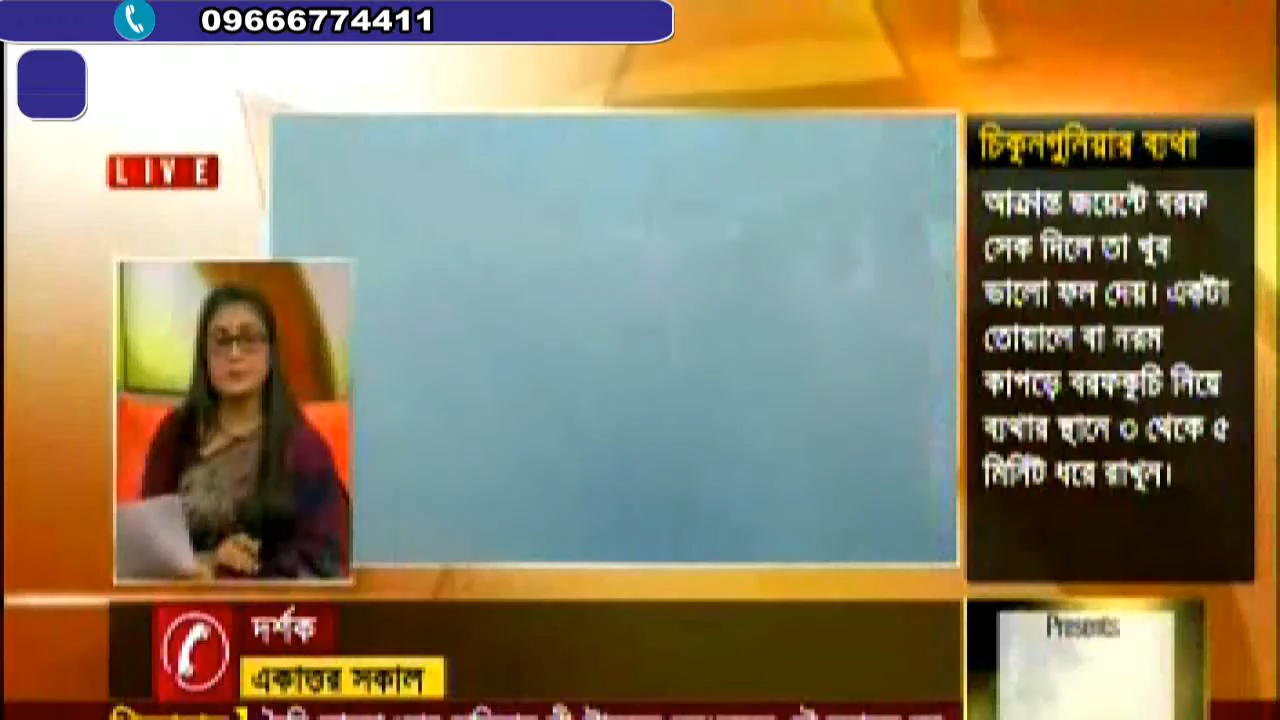 09666774411
LIVE
চিকুনগুনিয়ার ব্যথা
আক্রান্ত জয়েন্টে বরফ
সেক দিলে তা খুব
ভালো ফল দেয়। একটা
তোয়ালে বা নরম
কাপড়ে বরফকুচি নিয়ে
ব্যথার স্থানে ৩ থেকে ৫
মিনিট ধরে রাখুন।
দর্শক
একাত্তর সকাল
Presents